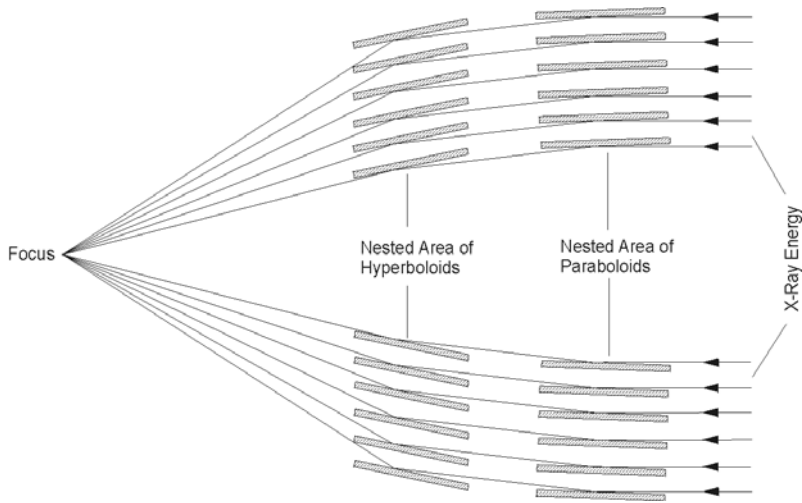 Focus
Nested Area of
Hyperboloids
Nested Area of
Paraboloids
X-Ray Energy